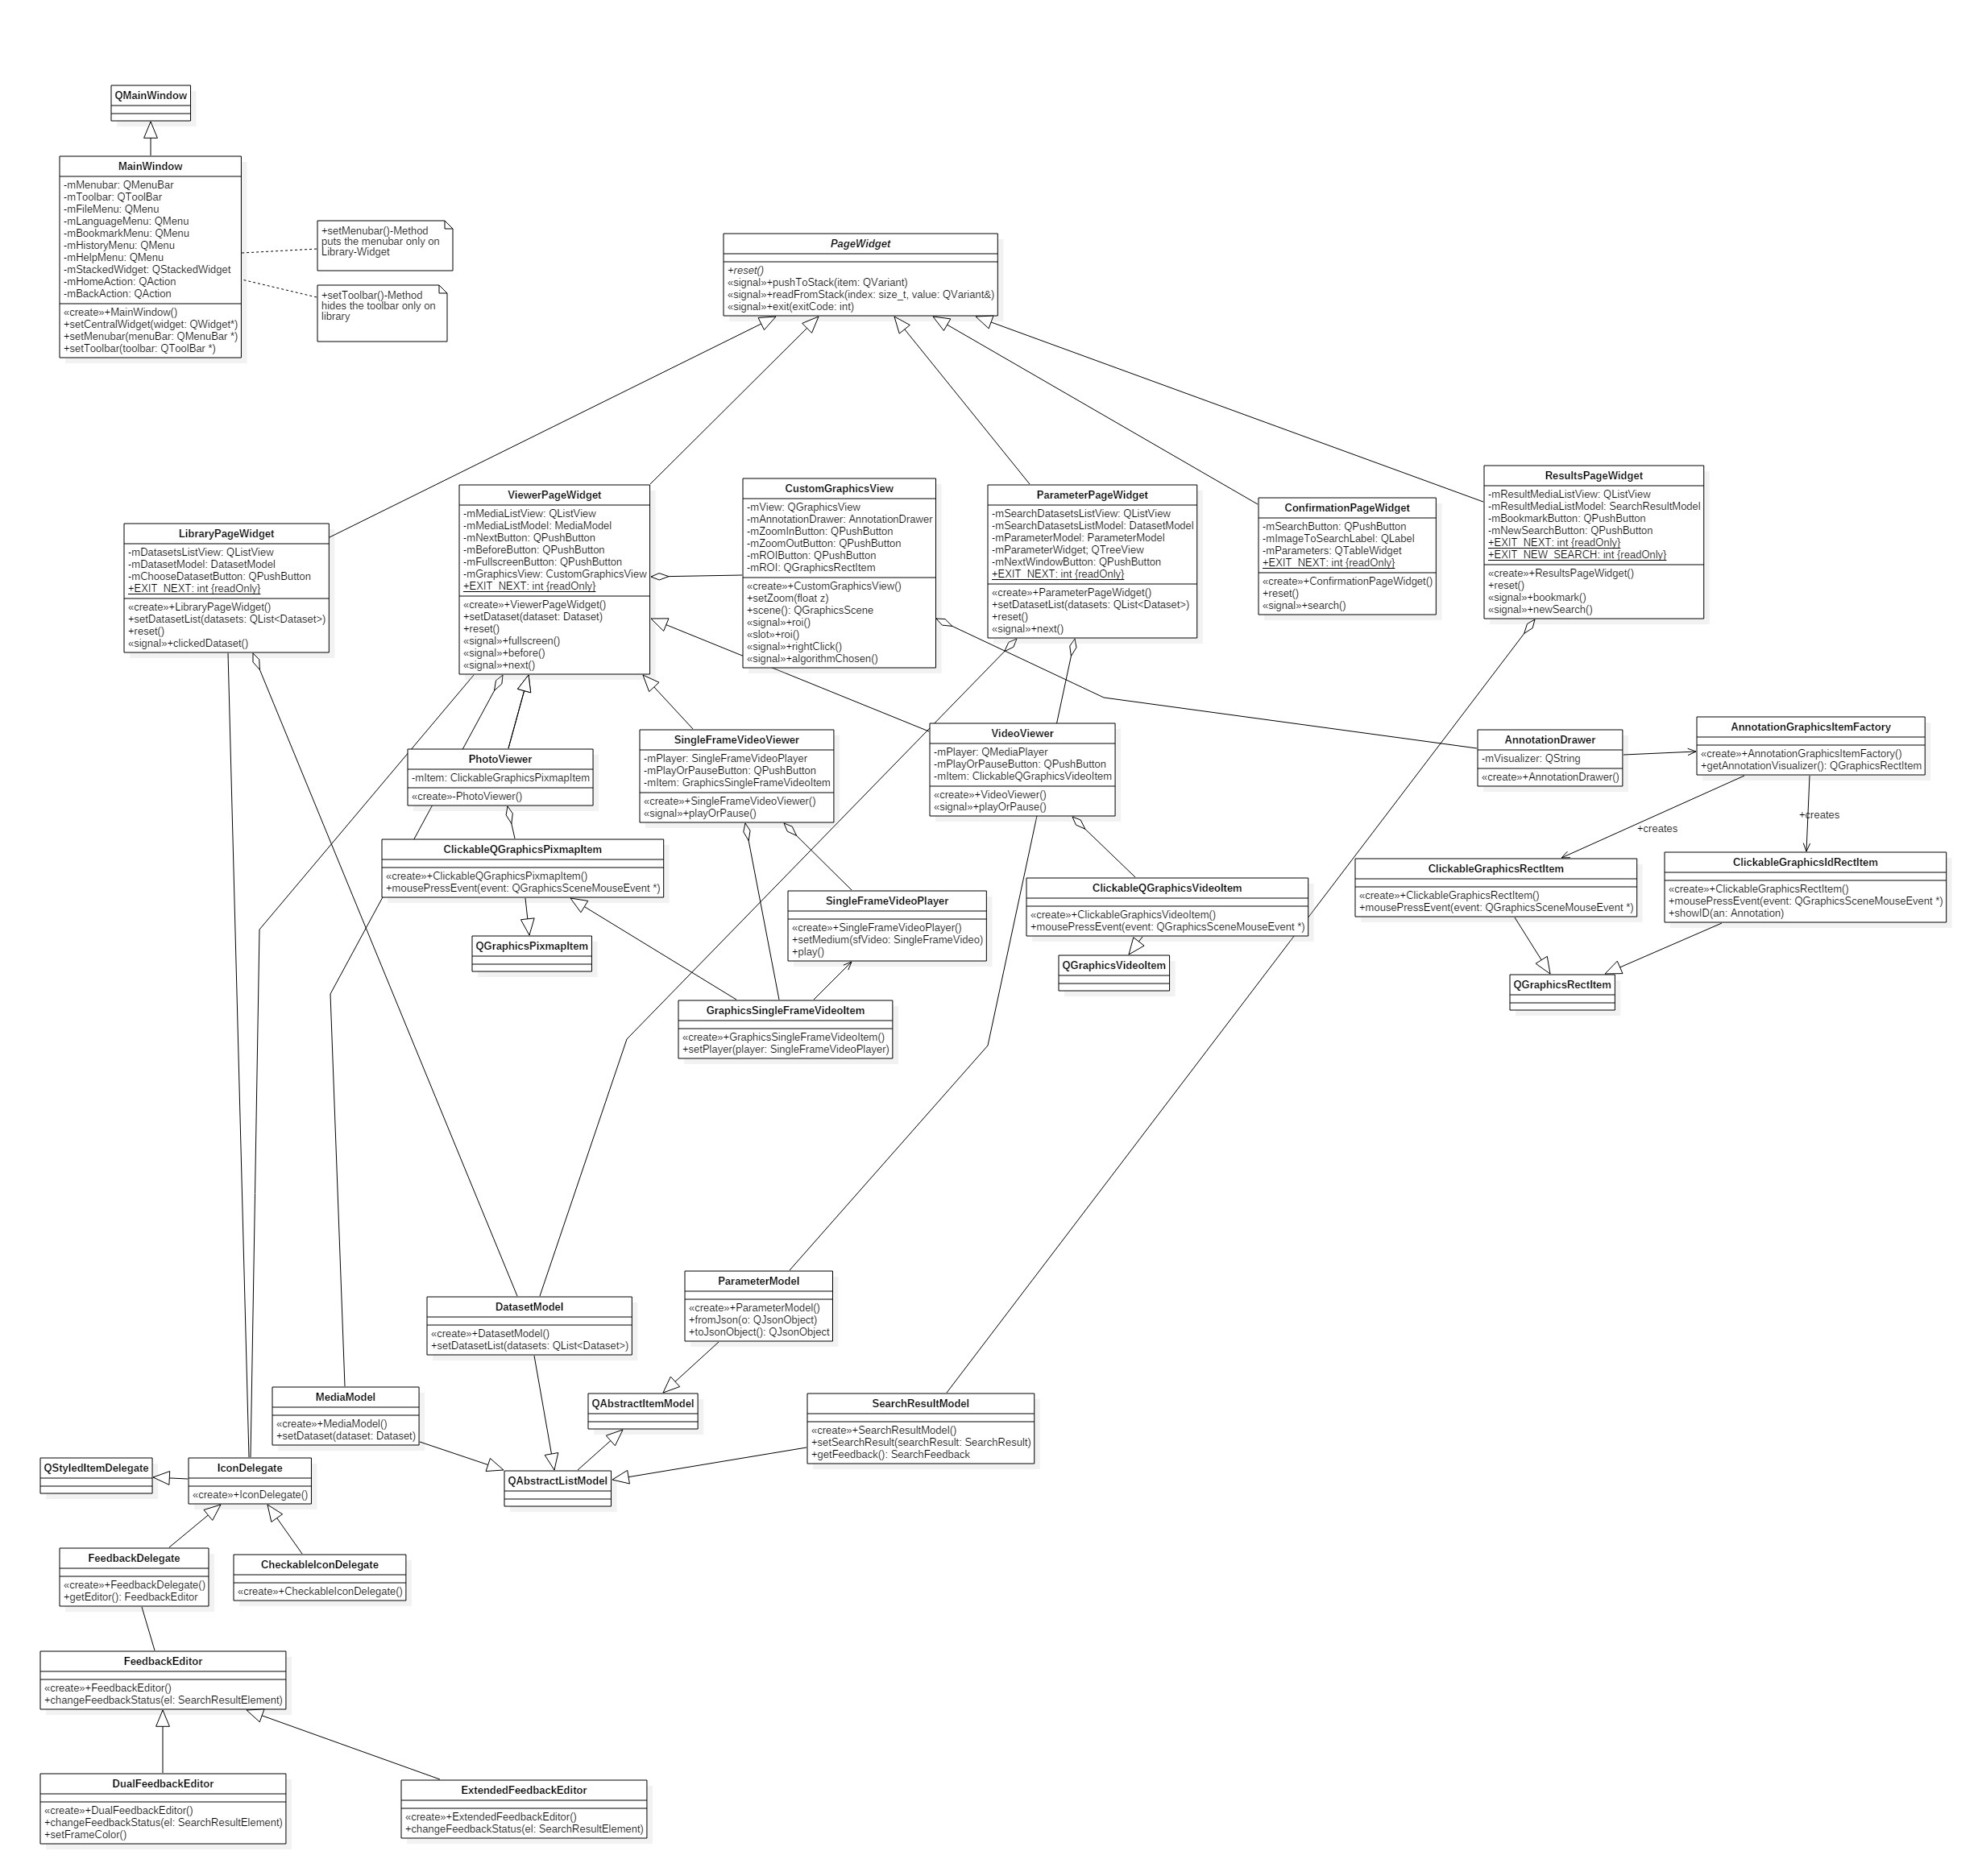 QMainWindow
MainWindow
-mMenubar: QMenuBar
-mToolbar: QToolBar
-mFileMenu: QMenu
-mLanguageMenu: QMenu
-mBookmarkMenu: QMenu
-mHistoryMenu: QMenu
-mHelpMenu: QMenu
-mStackedWidget: QStackedWidget
-mHomeAction: QAction
-mBackAction: QAction
«create»+MainWindow()
+setCentralWidget(widget: QWidget*)
+setMenubar(menuBar: QMenuBar *)
+setToolbar(toolbar: QToolBar *)
+setMenubar()-Method
puts the menubar only on
Library-Widget
+setToolbar()-Method
hides the toolbar only on
library
PageWidget
+reset()
«signal»+pushToStack(item: QVariant)
«signal»+readFromStack(index: size_t, value: QVariant&)
«signal»+exit(exitCode: int)
LibraryPageWidget
-mDatasetsListView: QListView
-mDatasetModel: DatasetModel
-mChooseDatasetButton: QPushButton
+EXIT_NEXT: int {readOnly}
«create»+LibraryPageWidget()
+setDatasetList(datasets: QList<Dataset>)
+reset()
«signal»+clickedDataset()
ViewerPageWidget
-mMediaListView: QListView
-mMediaListModel: MediaModel
-mNextButton: QPushButton
-mBeforeButton: QPushButton
-mFullscreenButton: QPushButton
-mGraphicsView: CustomGraphicsView
+EXIT_NEXT: int {readOnly}
«create»+ViewerPageWidget()
+setDataset(dataset: Dataset)
+reset()
«signal»+fullscreen()
«signal»+before()
«signal»+next()
CustomGraphicsView
-mView: QGraphicsView
-mAnnotationDrawer: AnnotationDrawer
-mZoomInButton: QPushButton
-mZoomOutButton: QPushButton
-mROIButton: QPushButton
-mROI: QGraphicsRectItem
«create»+CustomGraphicsView()
+setZoom(float z)
+scene(): QGraphicsScene
«signal»+roi()
«slot»+roi()
«signal»+rightClick()
«signal»+algorithmChosen()
ParameterPageWidget
-mSearchDatasetsListView: QListView
-mSearchDatasetsListModel: DatasetModel
-mParameterModel: ParameterModel
-mParameterWidget; QTreeView
-mNextWindowButton: QPushButton
+EXIT_NEXT: int {readOnly}
«create»+ParameterPageWidget()
+setDatasetList(datasets: QList<Dataset>)
+reset()
«signal»+next()
ConfirmationPageWidget
-mSearchButton: QPushButton
-mImageToSearchLabel: QLabel
-mParameters: QTableWidget
+EXIT_NEXT: int {readOnly}
«create»+ConfirmationPageWidget()
+reset()
«signal»+search()
ResultsPageWidget
-mResultMediaListView: QListView
-mResultMediaListModel: SearchResultModel
-mBookmarkButton: QPushButton
-mNewSearchButton: QPushButton
+EXIT_NEXT: int {readOnly}
+EXIT_NEW_SEARCH: int {readOnly}
«create»+ResultsPageWidget()
+reset()
«signal»+bookmark()
«signal»+newSearch()
PhotoViewer
-mItem: ClickableGraphicsPixmapItem
«create»-PhotoViewer()
SingleFrameVideoViewer
-mPlayer: SingleFrameVideoPlayer
-mPlayOrPauseButton: QPushButton
-mItem: GraphicsSingleFrameVideoItem
«create»+SingleFrameVideoViewer()
«signal»+playOrPause()
VideoViewer
-mPlayer: QMediaPlayer
-mPlayOrPauseButton: QPushButton
-mItem: ClickableQGraphicsVideoItem
«create»+VideoViewer()
«signal»+playOrPause()
AnnotationDrawer
-mVisualizer: QString
«create»+AnnotationDrawer()
AnnotationGraphicsItemFactory
«create»+AnnotationGraphicsItemFactory()
+getAnnotationVisualizer(): QGraphicsRectItem
+creates
+creates
ClickableQGraphicsPixmapItem
«create»+ClickableQGraphicsPixmapItem()
+mousePressEvent(event: QGraphicsSceneMouseEvent *)
QGraphicsPixmapItem
SingleFrameVideoPlayer
«create»+SingleFrameVideoPlayer()
+setMedium(sfVideo: SingleFrameVideo)
+play()
ClickableQGraphicsVideoItem
«create»+ClickableGraphicsVideoItem()
+mousePressEvent(event: QGraphicsSceneMouseEvent *)
QGraphicsVideoItem
ClickableGraphicsRectItem
«create»+ClickableGraphicsRectItem()
+mousePressEvent(event: QGraphicsSceneMouseEvent *)
ClickableGraphicsIdRectItem
«create»+ClickableGraphicsRectItem()
+mousePressEvent(event: QGraphicsSceneMouseEvent *)
+showID(an: Annotation)
QGraphicsRectItem
GraphicsSingleFrameVideoItem
«create»+GraphicsSingleFrameVideoItem()
+setPlayer(player: SingleFrameVideoPlayer)
DatasetModel
«create»+DatasetModel()
+setDatasetList(datasets: QList<Dataset>)
ParameterModel
«create»+ParameterModel()
+fromJson(o: QJsonObject)
+toJsonObject(): QJsonObject
MediaModel
«create»+MediaModel()
+setDataset(dataset: Dataset)
QAbstractItemModel
SearchResultModel
«create»+SearchResultModel()
+setSearchResult(searchResult: SearchResult)
+getFeedback(): SearchFeedback
QAbstractListModel
QStyledItemDelegate
IconDelegate
«create»+IconDelegate()
FeedbackDelegate
«create»+FeedbackDelegate()
+getEditor(): FeedbackEditor
CheckableIconDelegate
«create»+CheckableIconDelegate()
FeedbackEditor
«create»+FeedbackEditor()
+changeFeedbackStatus(el: SearchResultElement)
DualFeedbackEditor
«create»+DualFeedbackEditor()
+changeFeedbackStatus(el: SearchResultElement)
+setFrameColor()
ExtendedFeedbackEditor
«create»+ExtendedFeedbackEditor()
+changeFeedbackStatus(el: SearchResultElement)